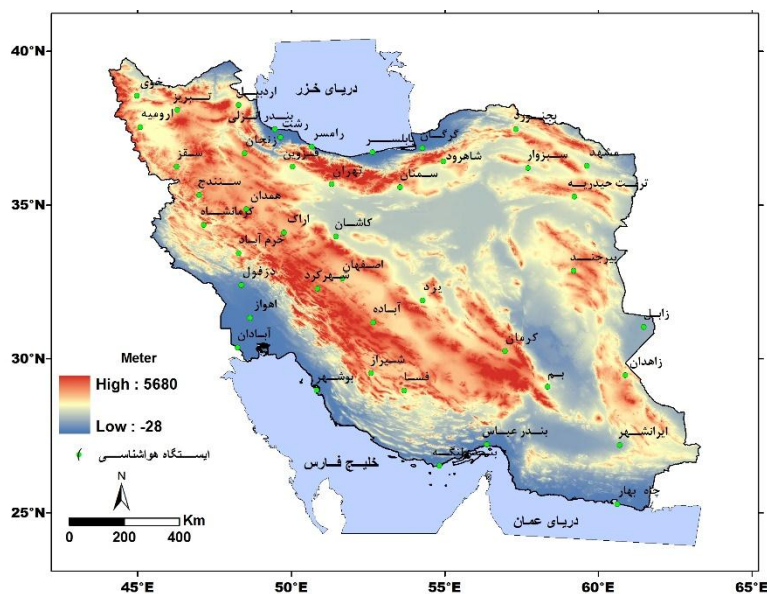 40°N
35°N
30°N
25°N
45°E
50°E
55°E
60°E
65°E
دریای خزر
خوی
تبریز
اردبیل
ارومیه
بندر انزلی
رشت
زنجان
رامسر
قزوین
بابلسر
گرگان
بجنورد
شاهرود
سبزوار
مشهد
سقز
تهران
سمنان
تربت حیدریه
سنندج
همدان
کرمانشاه
اراک
کاشان
خرم آباد
بیرجند
دزفول
شهرکرد
اصفهان
یزد
اهواز
آباده
زابل
آبادان
کرمان
شیراز
فسا
بم
زاهدان
بوشهر
ایرانشهر
بندر عباس
خلیج فارس
چاه بهار
دریای عمان
Meter
High : 5680
Low : -28
ایستگاه هواشناسی
N
Km
0 200 400